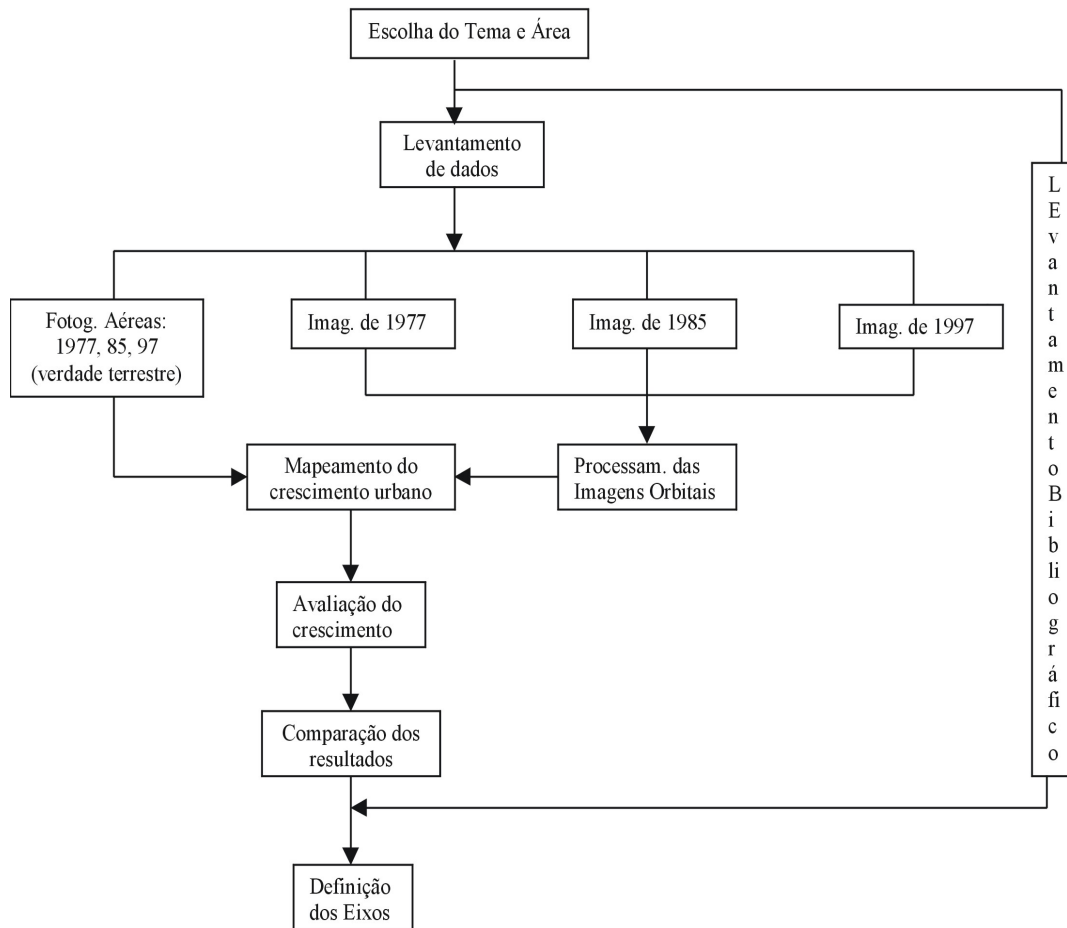 Escolha do Tema e Área
Levantamento
de dados
Fotog. Aéreas:
1977, 85, 97
(verdade terrestre)
Imag. de 1977
Imag. de 1985
Imag. de 1997
Mapeamento do
crescimento urbano
Processam. das
Imagens Orbitais
Avaliação do
crescimento
Comparação dos
resultados
Definição
dos Eixos
L
E
v
a
n
t
a
m
e
n
t
o
B
i
b
li
o
g
r
á
fi
c
o